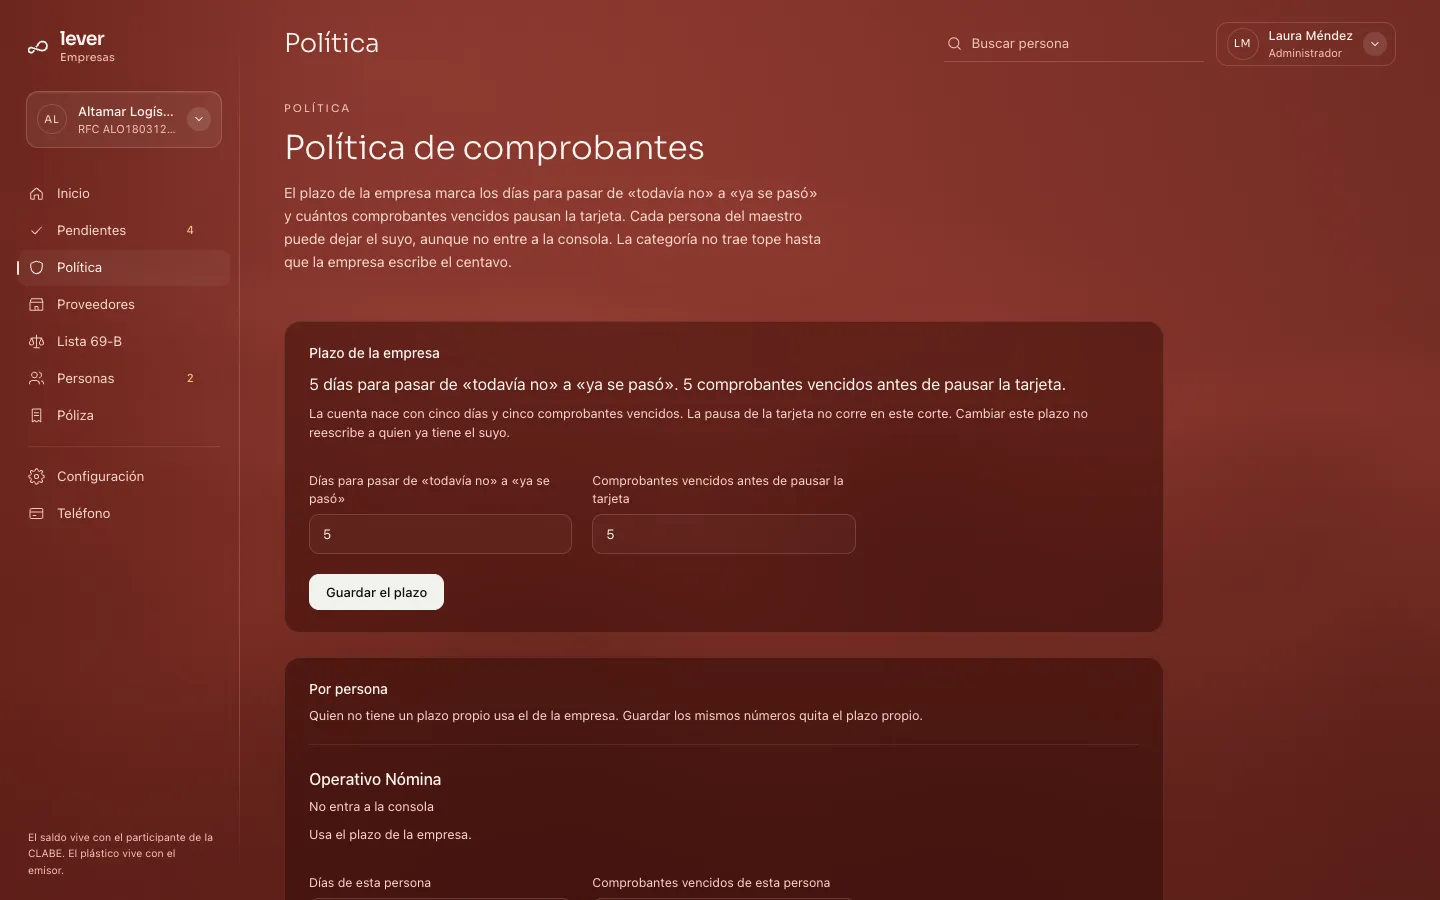 lever
Empresas
AL
Altamar Logís...
RFC ALO180312...
Inicio
Pendientes 4
Política
Proveedores
Lista 69-B
Personas 2
Póliza
Configuración
Teléfono
El saldo vive con el participante de la
CLABE. El plástico vive con el
emisor.
Política
Buscar persona
LM
Laura Méndez
Administrador
POLÍTICA
Política de comprobantes
El plazo de la empresa marca los días para pasar de «todavía no» a «ya se pasó»
y cuántos comprobantes vencidos pausan la tarjeta. Cada persona del maestro
puede dejar el suyo, aunque no entre a la consola. La categoría no trae tope hasta
que la empresa escribe el centavo.
Plazo de la empresa
5 días para pasar de «todavía no» a «ya se pasó». 5 comprobantes vencidos antes de pausar la tarjeta.
La cuenta nace con cinco días y cinco comprobantes vencidos. La pausa de la tarjeta no corre en este corte. Cambiar este plazo no
reescribe a quien ya tiene el suyo.
Días para pasar de «todavía no» a «ya se
pasó»
5
Comprobantes vencidos antes de pausar la
tarjeta
5
Guardar el plazo
Por persona
Quien no tiene un plazo propio usa el de la empresa. Guardar los mismos números quita el plazo propio.
Operativo Nómina
No entra a la consola
Usa el plazo de la empresa.
Días de esta persona
Comprobantes vencidos de esta persona